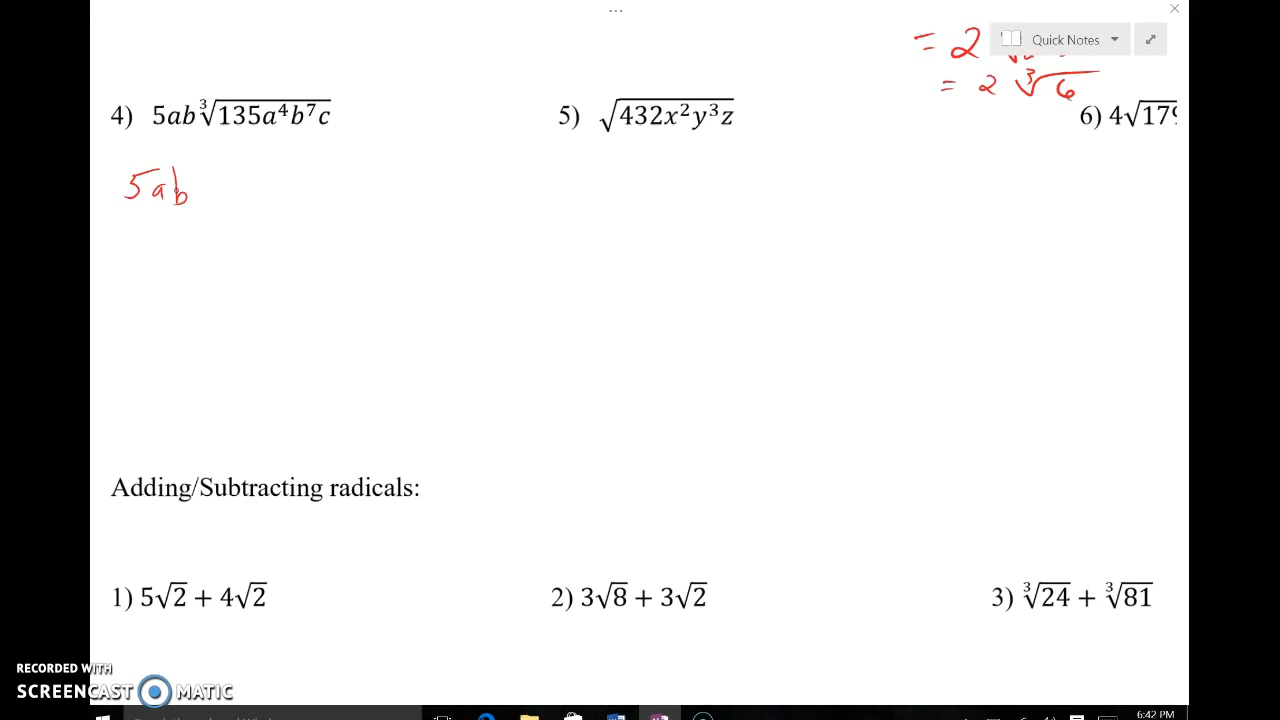 ...
= 2
Quick Notes
= 2 ∛6
4) 5ab∛135a⁴b⁷c
5) √432x²y³z
6) 4√179
5ab
Adding/Subtracting radicals:
1) 5√2 + 4√2
2) 3√8 + 3√2
3) ∛24 + ∛81
RECORDED WITH
SCREENCAST MATIC
6:42 PM